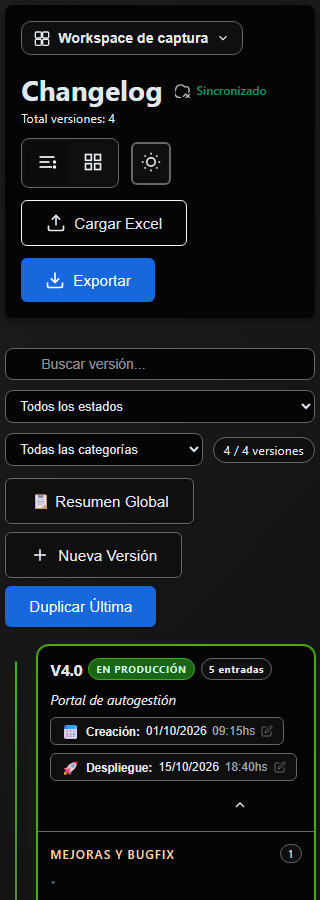 Workspace de captura
Changelog Sincronizado
Total versiones: 4
Cargar Excel
Exportar
Buscar versión...
Todos los estados
Todas las categorías 4 / 4 versiones
Resumen Global
Nueva Versión
Duplicar Última
V4.0 EN PRODUCCIÓN 5 entradas
Portal de autogestión
Creación: 01/10/2026 09:15hs
Despliegue: 15/10/2026 18:40hs
MEJORAS Y BUGFIX 1